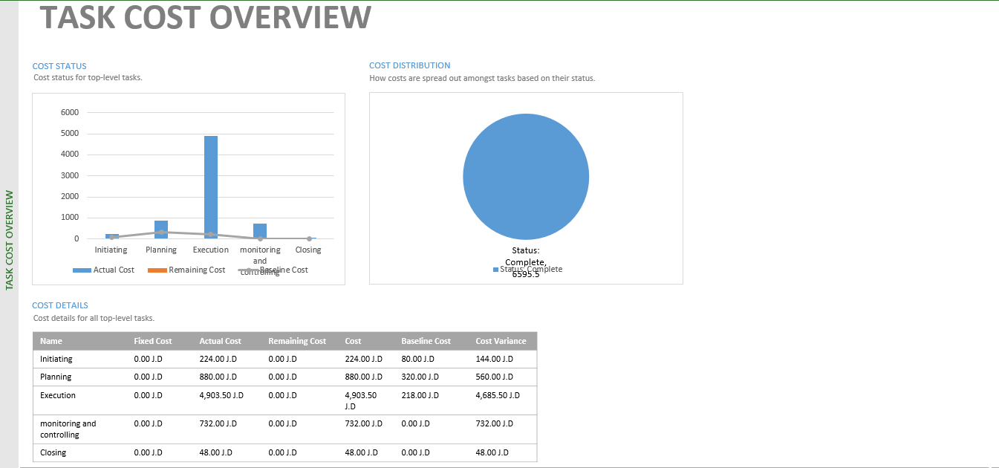 TASK COST OVERVIEW
TASK COST OVERVIEW
COST STATUS
Cost status for top-level tasks.
6000
5000
4000
3000
2000
1000
0
Initiating
Planning
Execution
monitoring
and
controlling
Closing
Actual Cost
Remaining Cost
Baseline Cost
COST DISTRIBUTION
How costs are spread out amongst tasks based on their status.
Status:
Complete,
6595.5
Status: Complete
COST DETAILS
Cost details for all top-level tasks.
Name Fixed Cost Actual Cost Remaining Cost Cost Baseline Cost Cost Variance
Initiating 0.00 J.D 224.00 J.D 0.00 J.D 224.00 J.D 80.00 J.D 144.00 J.D
Planning 0.00 J.D 880.00 J.D 0.00 J.D 880.00 J.D 320.00 J.D 560.00 J.D
Execution 0.00 J.D 4,903.50 J.D 0.00 J.D 4,903.50 218.00 J.D 4,685.50 J.D
J.D
monitoring and 0.00 J.D 732.00 J.D 0.00 J.D 732.00 J.D 0.00 J.D 732.00 J.D
controlling
Closing 0.00 J.D 48.00 J.D 0.00 J.D 48.00 J.D 0.00 J.D 48.00 J.D